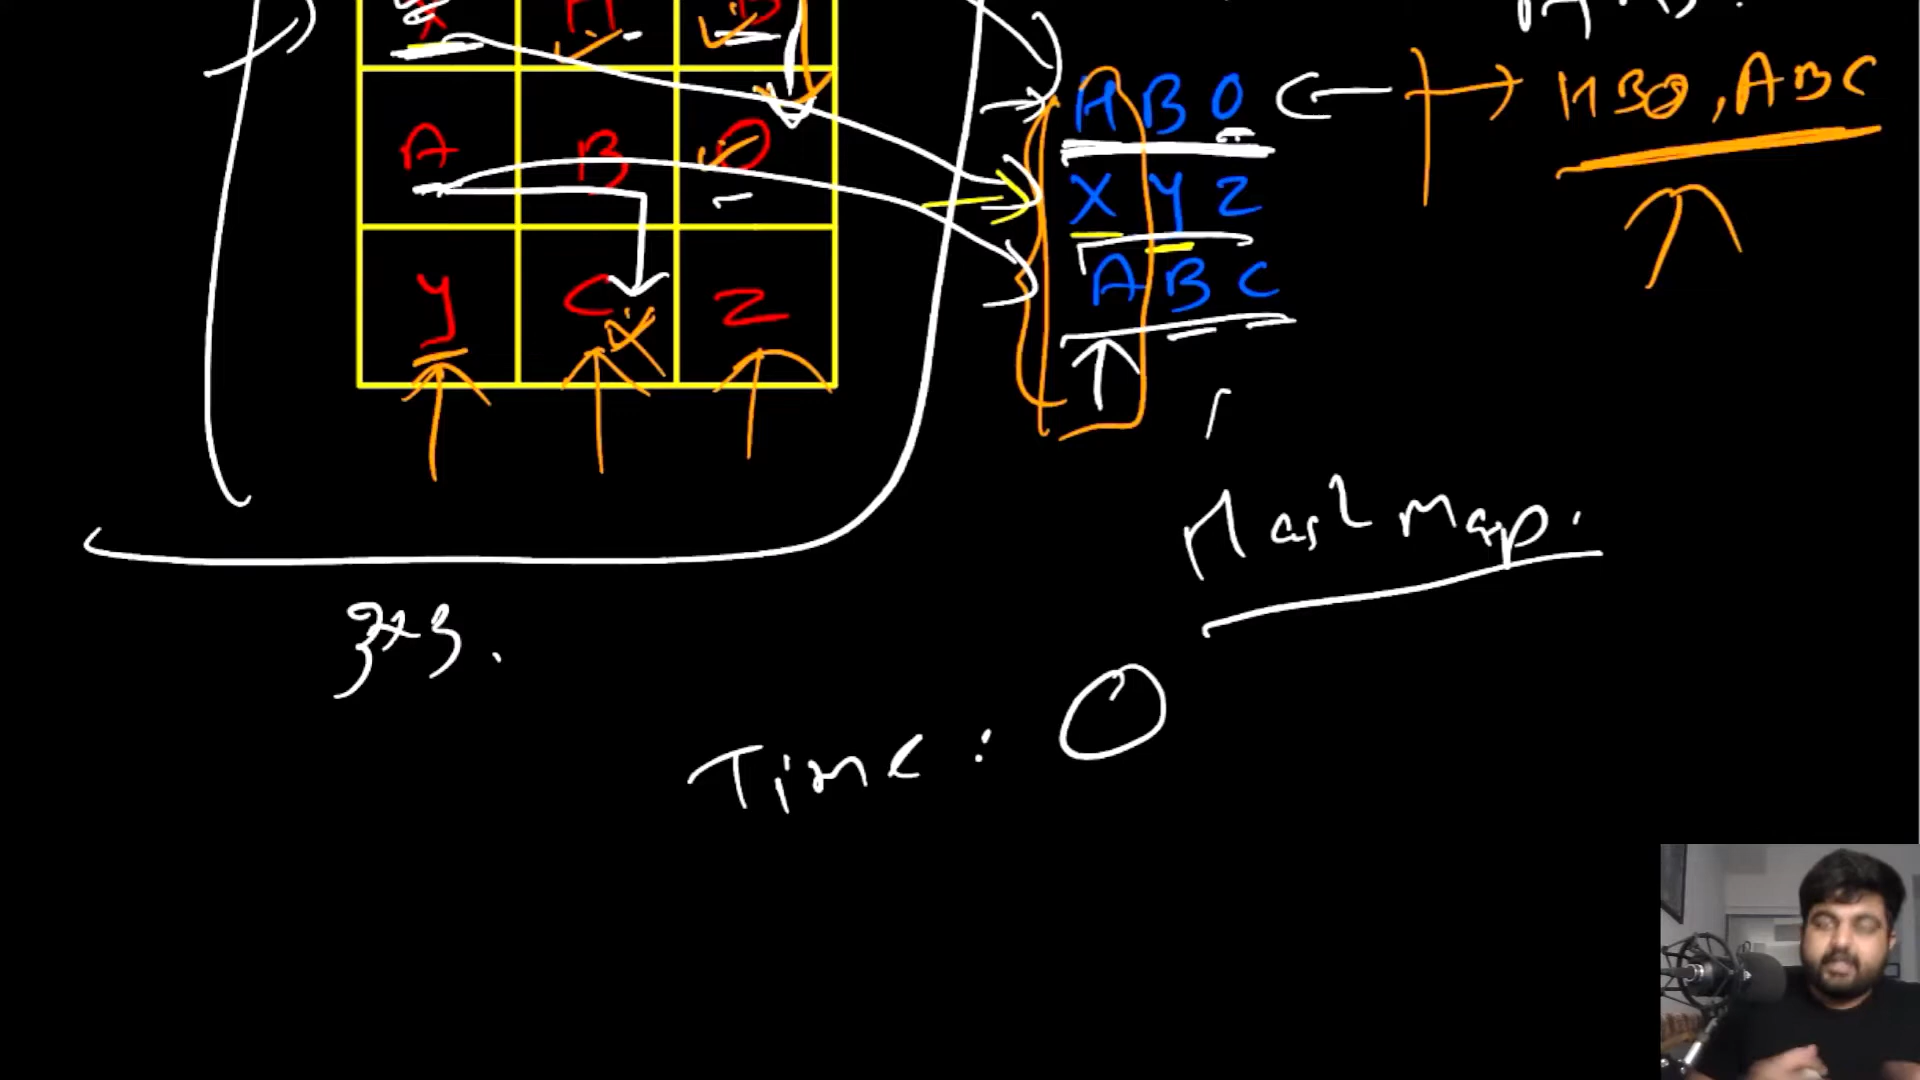 X H B
A B O
Y C Z
H B O
X Y Z
A B C
HBO, ABC
HashMap.
3x3.
Time: O